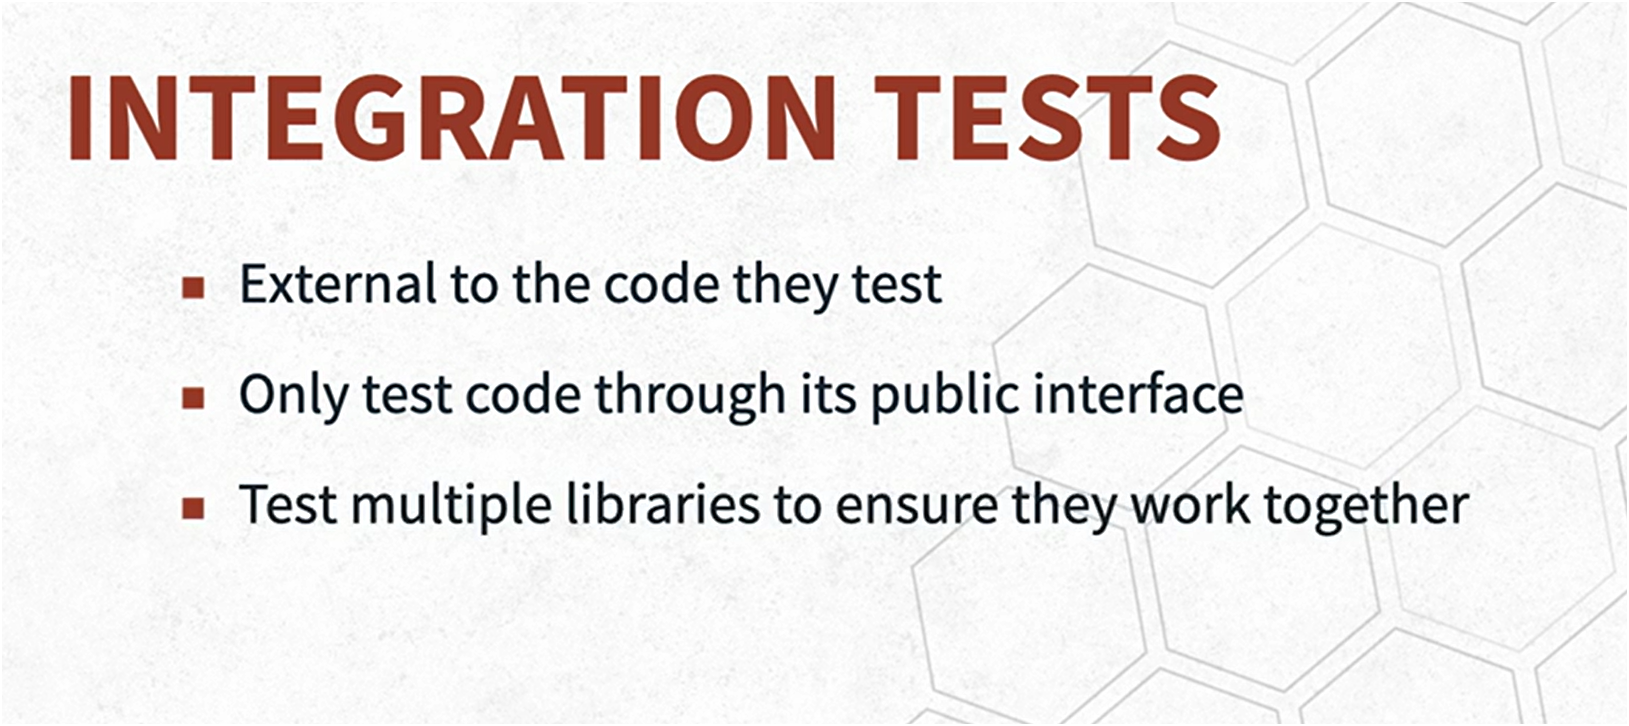 INTEGRATION TESTS
External to the code they test
Only test code through its public interface
Test multiple libraries to ensure they work together